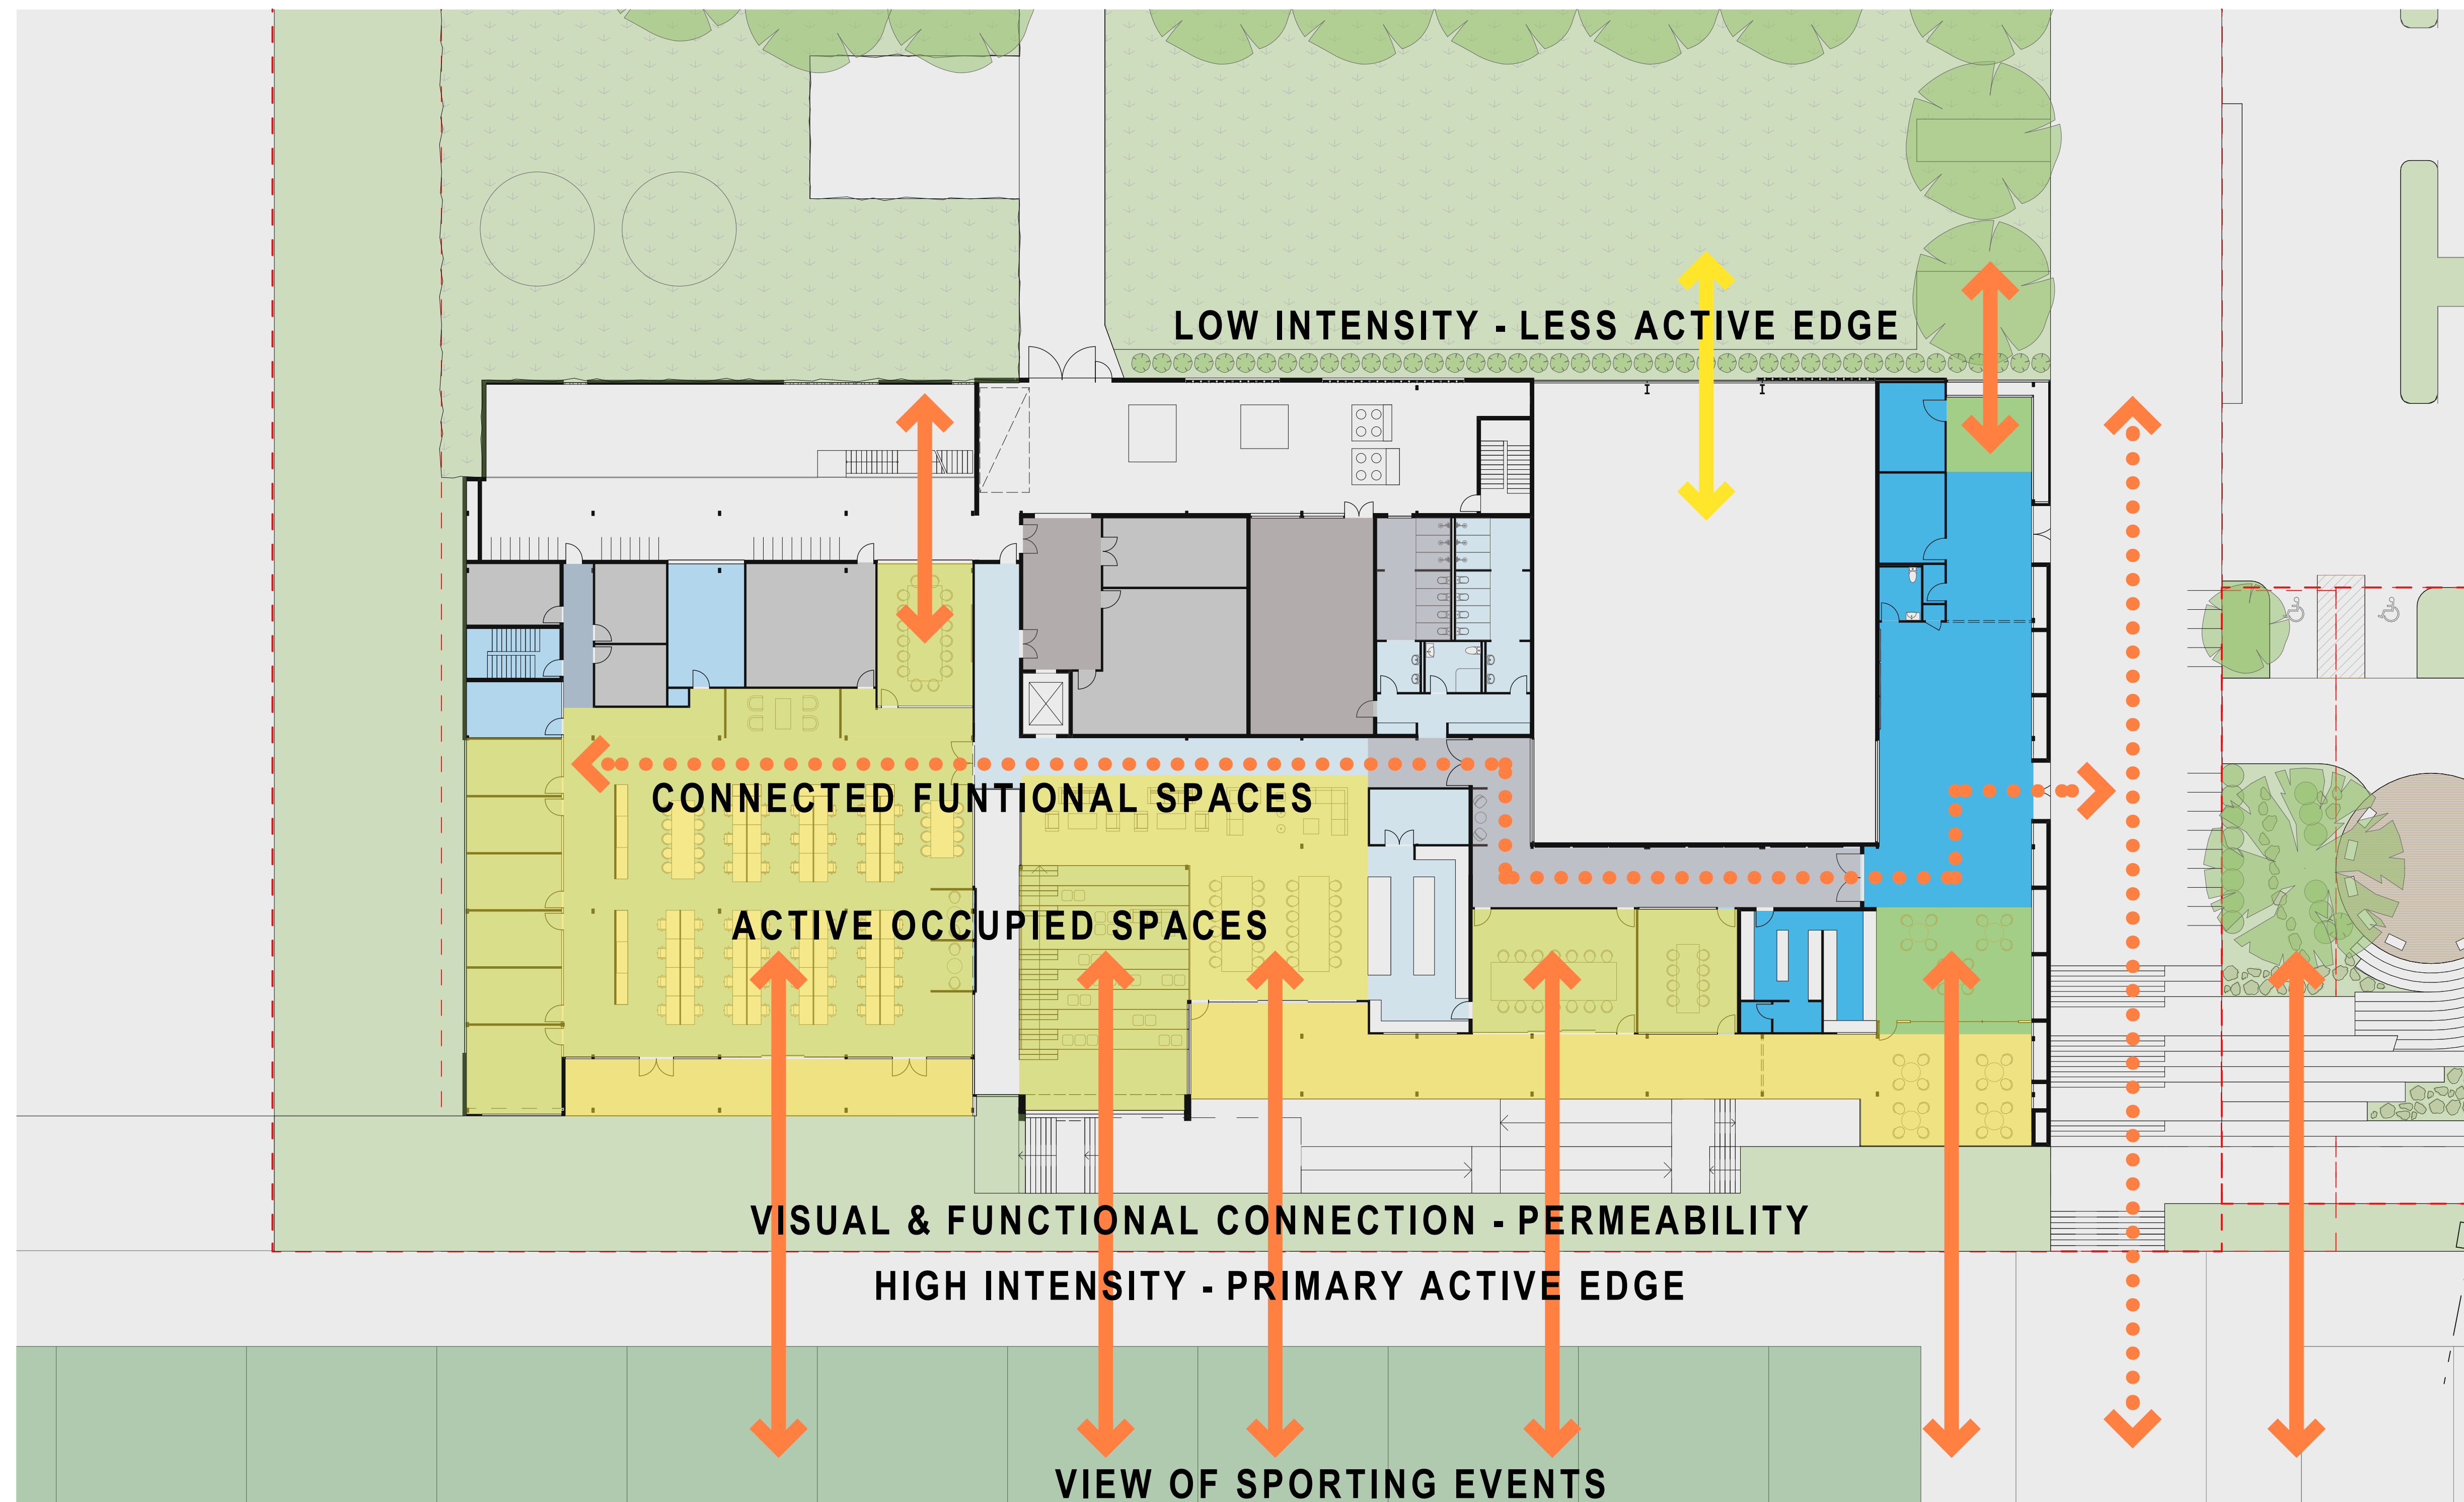 LOW INTENSITY - LESS ACTIVE EDGE
CONNECTED FUNTIONAL SPACES
ACTIVE OCCUPIED SPACES
VISUAL & FUNCTIONAL CONNECTION - PERMEABILITY
HIGH INTENSITY - PRIMARY ACTIVE EDGE
VIEW OF SPORTING EVENTS